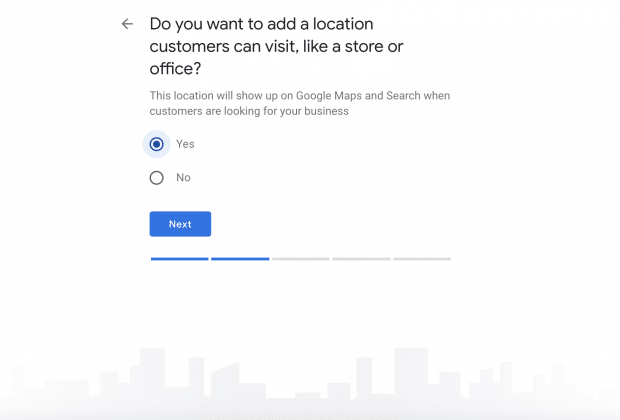 Do you want to add a location
customers can visit, like a store or
office?
This location will show up on Google Maps and Search when
customers are looking for your business
Yes
No
Next